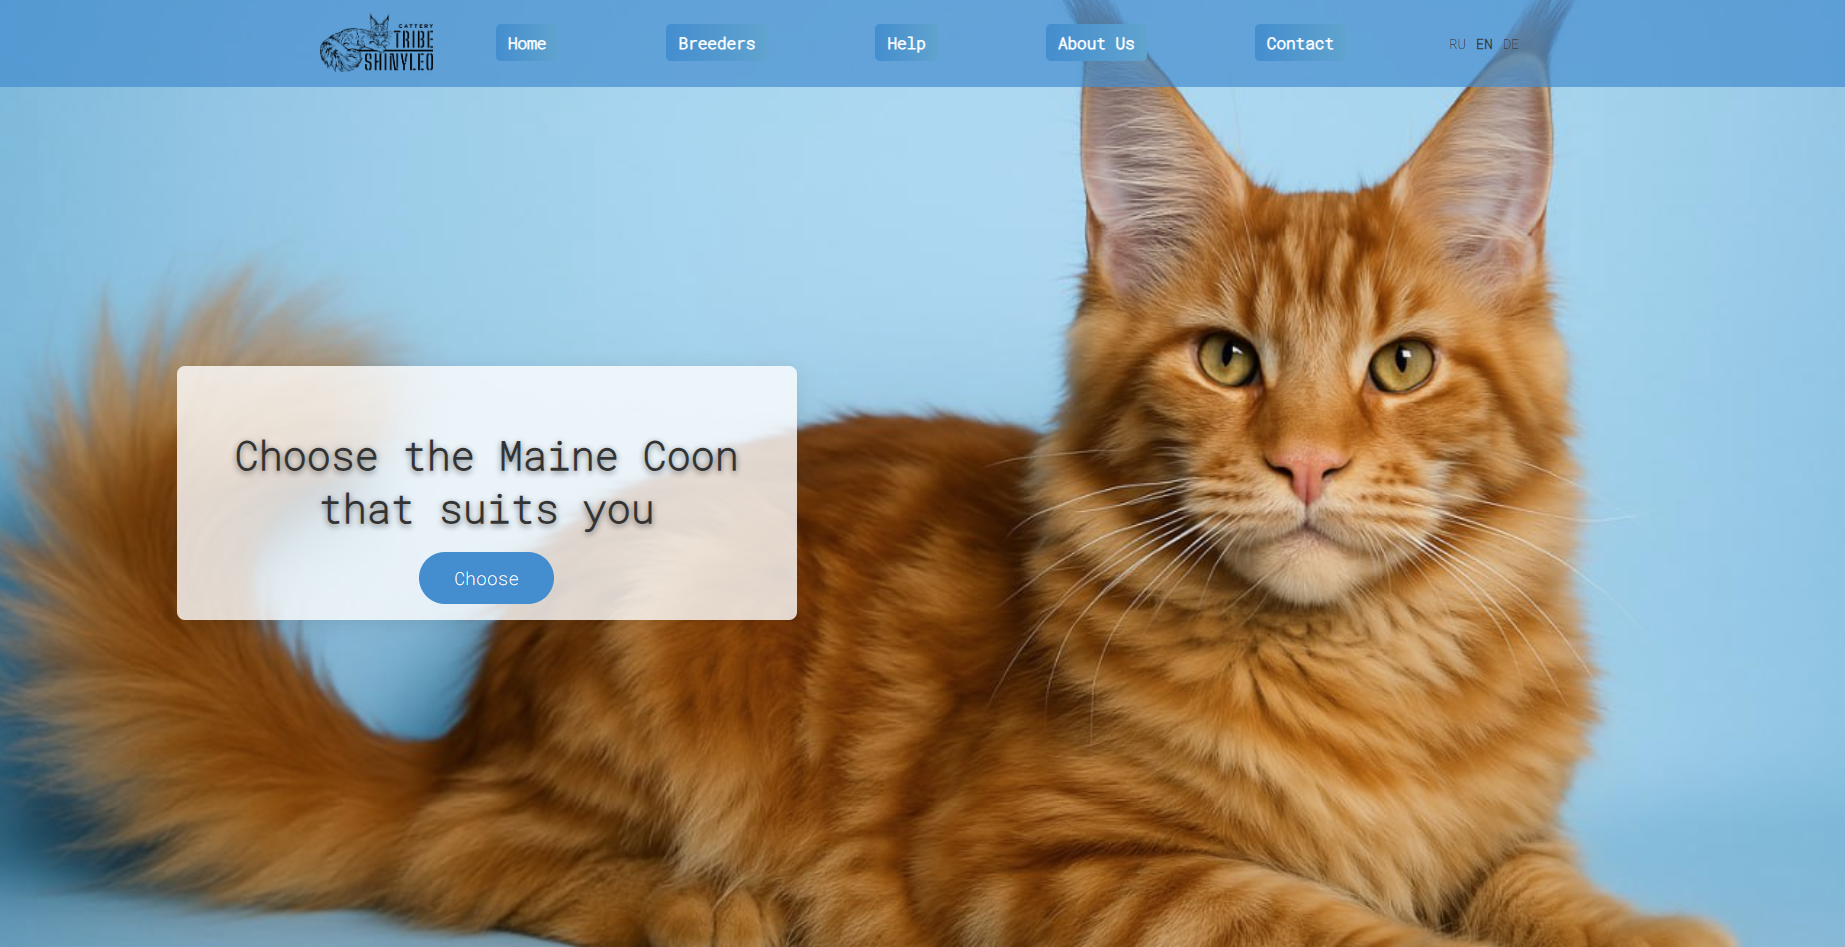 CATTERY
TRIBE
SHINYLEO
Home
Breeders
Help
About Us
Contact
RU EN DE
Choose the Maine Coon
that suits you
Choose